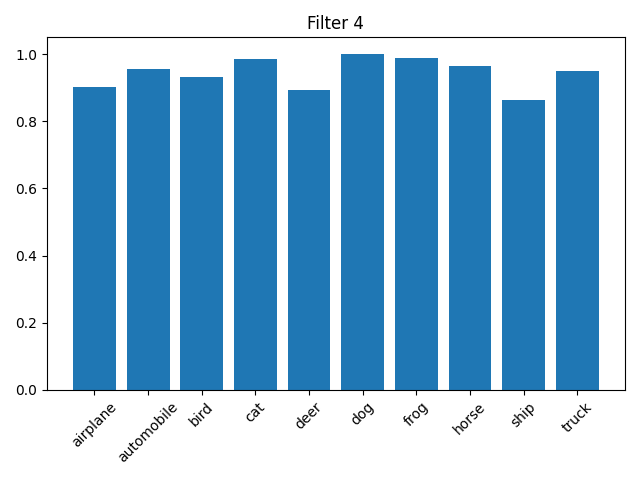 Filter 4
1.0
0.8
0.6
0.4
0.2
0.0
airplane
automobile
bird
cat
deer
dog
frog
horse
ship
truck